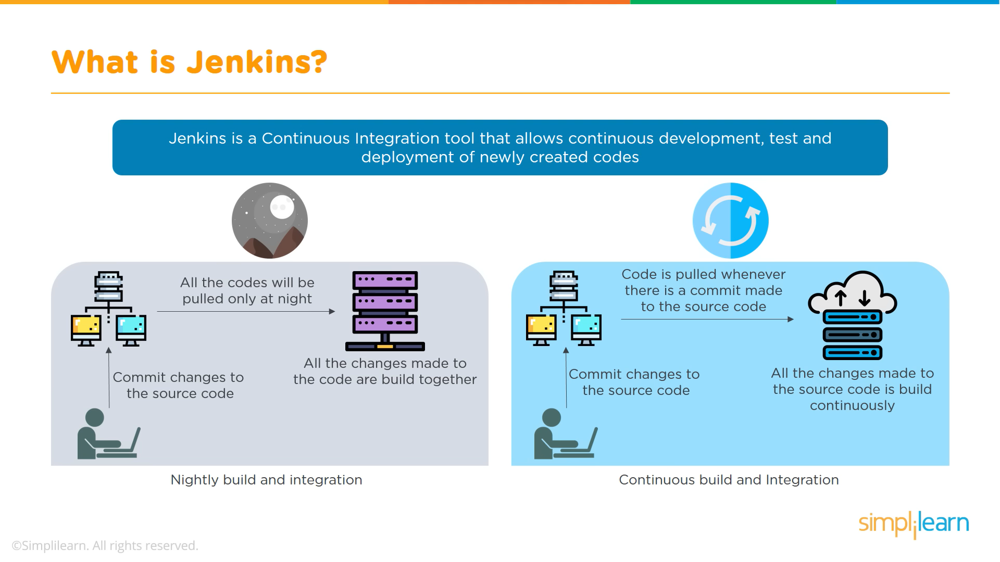 What is Jenkins?
Jenkins is a Continuous Integration tool that allows continuous development, test and
deployment of newly created codes
All the codes will be
pulled only at night
All the changes made to
the code are build together
Commit changes to
the source code
Nightly build and integration
Code is pulled whenever
there is a commit made
to the source code
Commit changes to
the source code
All the changes made to
the source code is build
continuously
Continuous build and Integration
simplilearn
©Simplilearn. All rights reserved.